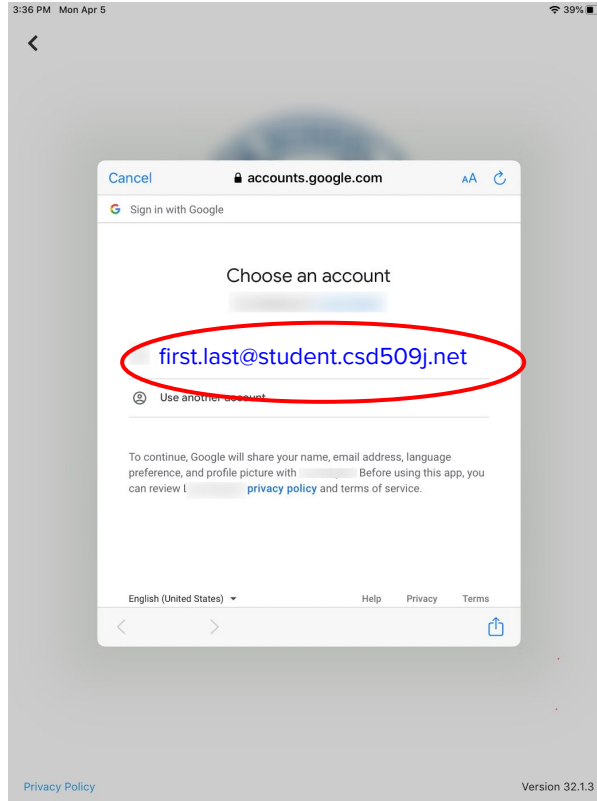 3:36 PM Mon Apr 5
39%
Cancel
accounts.google.com
AA
G Sign in with Google
Choose an account
first.last@student.csd509j.net
Use another account
To continue, Google will share your name, email address, language
preference, and profile picture with Before using this app, you
can review privacy policy and terms of service.
English (United States)
Help Privacy Terms
Privacy Policy
Version 32.1.3